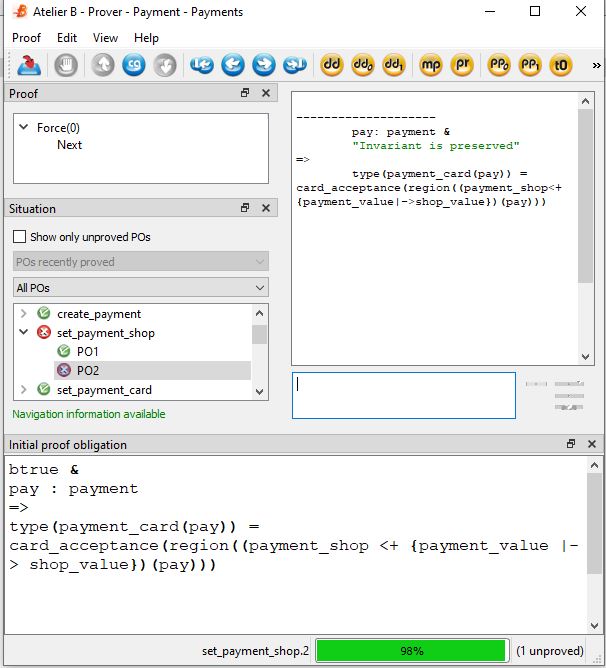 Atelier B - Prover - Payment - Payments
Proof Edit View Help
dd dd0 dd1 mp pr PP0 PP1 t0 »
Proof
Force(0)
Next
Situation
Show only unproved POs
POs recently proved
All POs
create_payment
set_payment_shop
PO1
PO2
set_payment_card
Navigation information available
--------------------
pay: payment &
"Invariant is preserved"
=>
type(payment_card(pay)) =
card_acceptance(region((payment_shop<+
{payment_value|->shop_value})(pay)))
Initial proof obligation
btrue &
pay : payment
=>
type(payment_card(pay)) =
card_acceptance(region((payment_shop <+ {payment_value |-
> shop_value})(pay)))
set_payment_shop.2 98% (1 unproved)